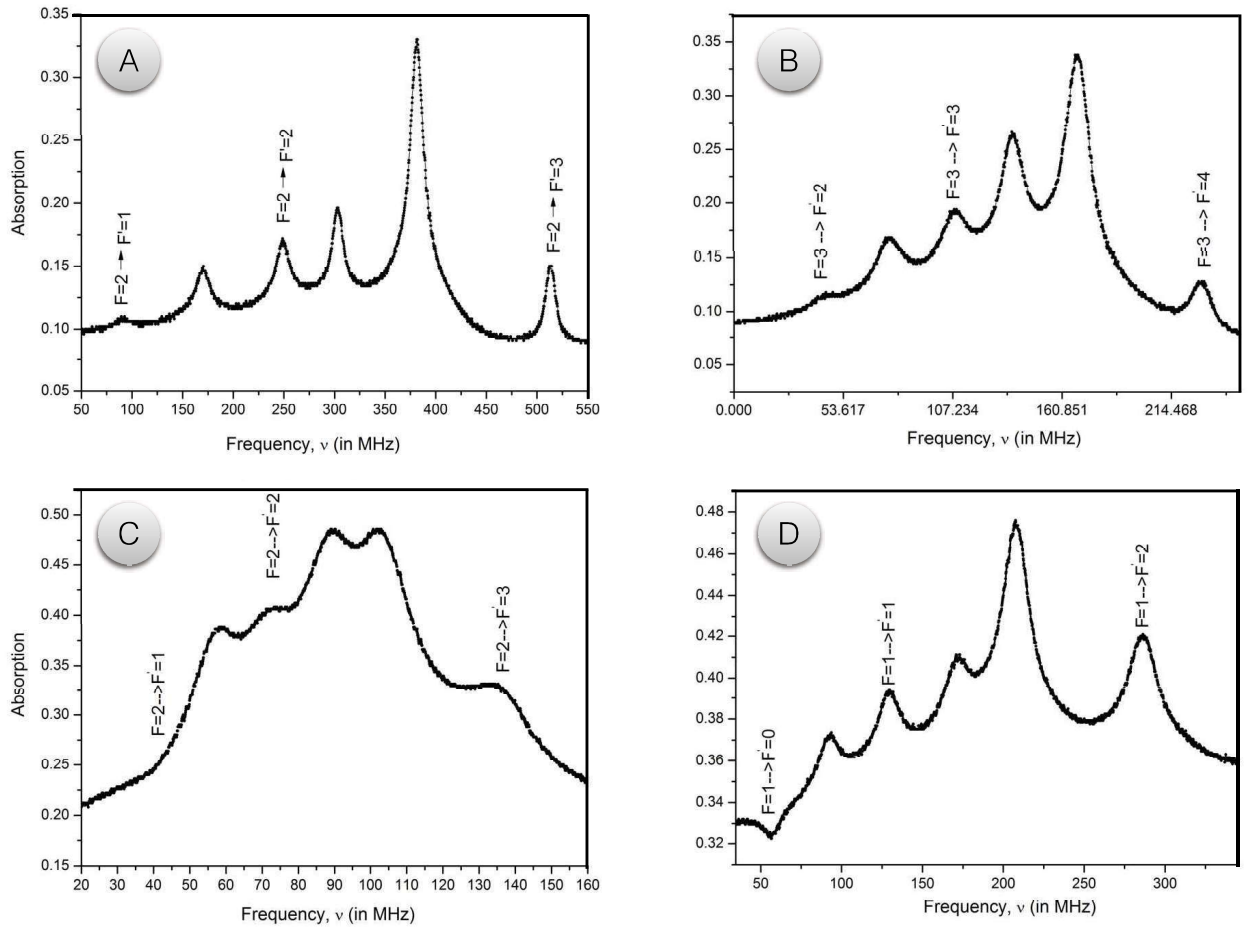 A
Absorption
0.35
0.30
0.25
0.20
0.15
0.10
0.05
F=2 → F'=1
F=2 → F'=2
F=2 → F'=3
50 100 150 200 250 300 350 400 450 500 550
Frequency, ν (in MHz)
B
0.35
0.30
0.25
0.20
0.15
0.10
0.05
F=3 --> F'=2
F=3 --> F'=3
F=3 --> F'=4
0.000 53.617 107.234 160.851 214.468
Frequency, ν (in MHz)
C
Absorption
0.50
0.45
0.40
0.35
0.30
0.25
0.20
0.15
F=2-->F'=1
F=2-->F'=2
F=2-->F'=3
20 30 40 50 60 70 80 90 100 110 120 130 140 150 160
Frequency, ν (in MHz)
D
0.48
0.46
0.44
0.42
0.40
0.38
0.36
0.34
0.32
F=1-->F'=0
F=1-->F'=1
F=1-->F'=2
50 100 150 200 250 300
Frequency, ν (in MHz)